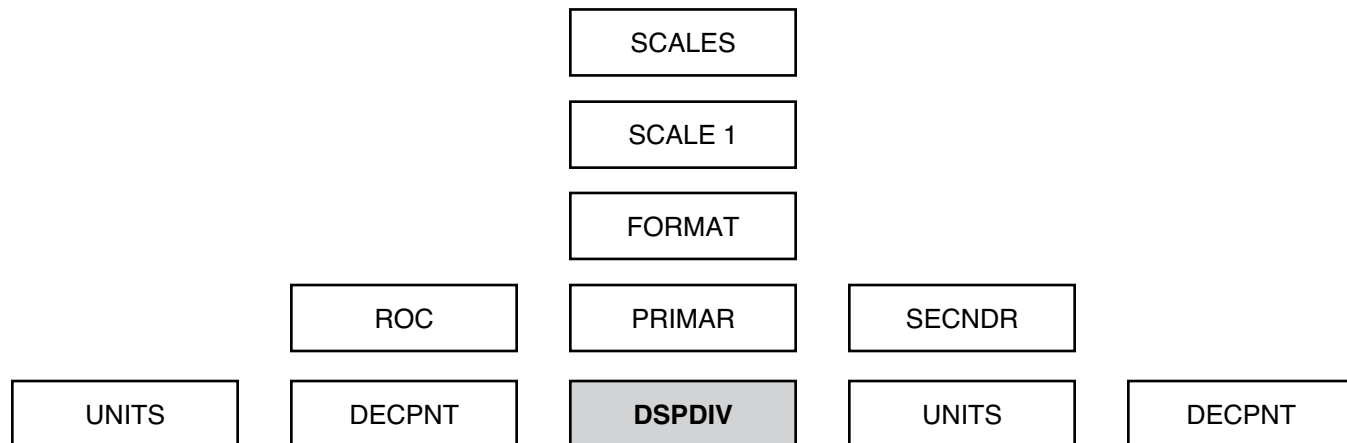 SCALES
SCALE 1
FORMAT
ROC PRIMAR SECNDR
UNITS DECPNT DSPDIV UNITS DECPNT